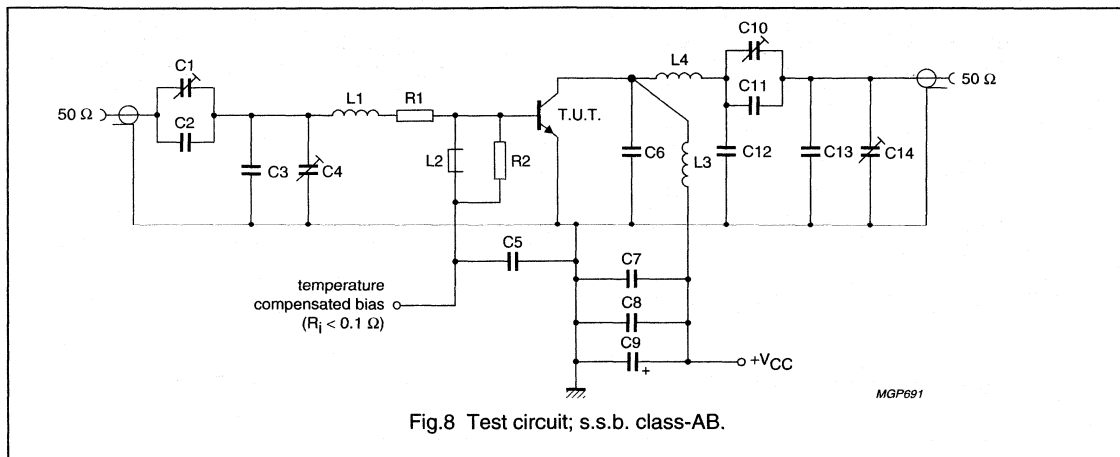 C1
C2
50 Ω
L1
R1
C3
C4
L2
R2
T.U.T.
C5
temperature
compensated bias
(Ri < 0.1 Ω)
L4
C10
C11
50 Ω
C6
L3
C12
C13
C14
C7
C8
C9
+
+VCC
MGP691
Fig.8 Test circuit; s.s.b. class-AB.